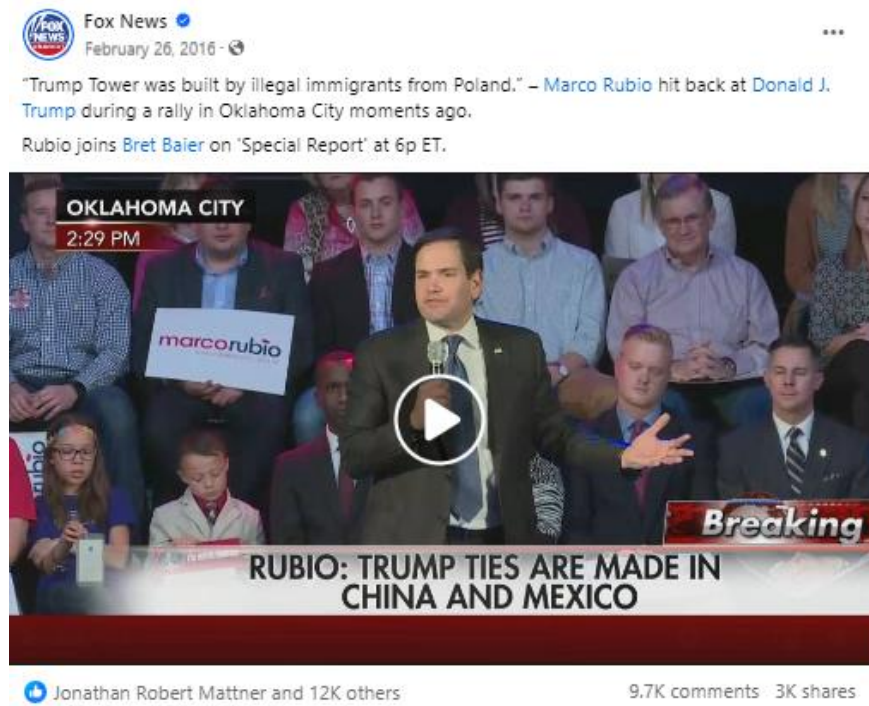 FOX
NEWS
Fox News
February 26, 2016 ·
"Trump Tower was built by illegal immigrants from Poland." – Marco Rubio hit back at Donald J.
Trump during a rally in Oklahoma City moments ago.
Rubio joins Bret Baier on 'Special Report' at 6p ET.
OKLAHOMA CITY
2:29 PM
marcorubio
rubio
Breaking
RUBIO: TRUMP TIES ARE MADE IN
CHINA AND MEXICO
Jonathan Robert Mattner and 12K others
9.7K comments 3K shares